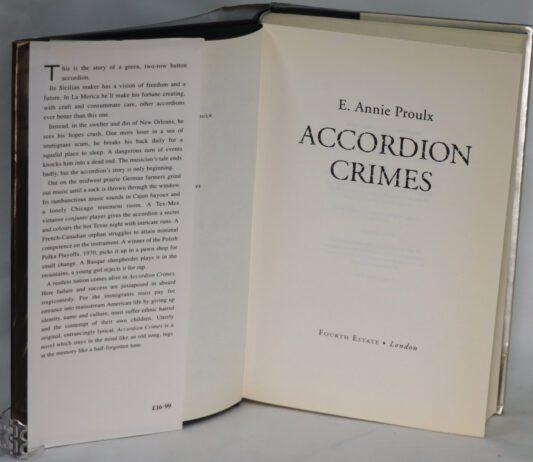 This is the story of a green, two-row button
accordion.
Its Sicilian maker has a vision of freedom and a
future. In La Merica he'll make his fortune creating,
with craft and consummate care, other accordions
ever better than this one.
Instead, in the swelter and din of New Orleans, he
sees his hopes crash. One more loser in a sea of
immigrant scum, he breaks his back daily for a
squalid place to sleep. A dangerous turn of events
knocks him into a dead end. The musician's tale ends
badly, but the accordion's story is only beginning.
Out on the midwest prairie German farmers grind
out music until a rock is thrown through the window.
Its rambunctious music sounds in Cajun bayous and
a lonely Chicago tenement room. A Tex-Mex
virtuoso conjunto player gives the accordion a secret
and colours the hot Texas night with intricate runs. A
French-Canadian orphan struggles to attain minimal
competence on the instrument. A winner of the Polish
Polka Playoffs, 1970, picks it up in a pawn shop for
small change. A Basque shepherder plays it in the
mountains, a young girl rejects it for rap.
A restless nation comes alive in Accordion Crimes.
Here failure and success are juxtaposed in absurd
tragicomedy. For the immigrants must pay for
entrance into mainstream American life by giving up
identity, name and culture, must suffer ethnic hatred
and the contempt of their own children. Utterly
original, entrancingly lyrical, Accordion Crimes is a
novel which stays in the mind like an old song, tugs
at the memory like a half-forgotten tune.
£16·99
E. Annie Proulx
ACCORDION
CRIMES
FOURTH ESTATE • London